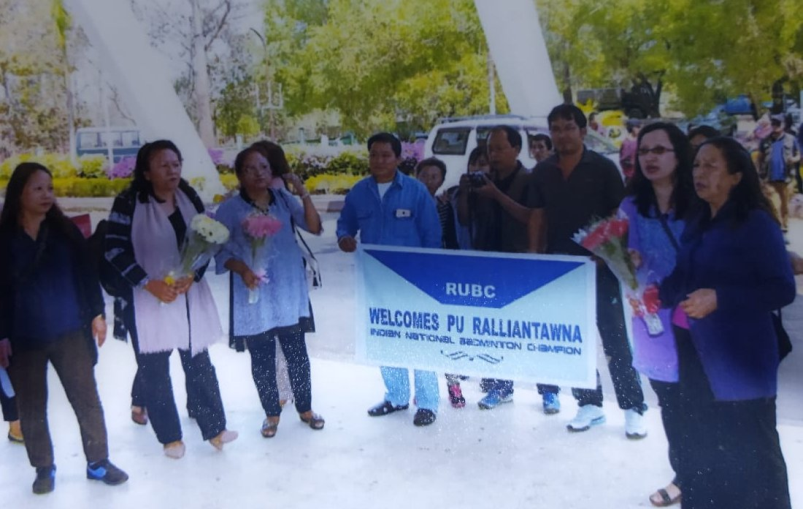 RUBC
WELCOMES PU RALLIANTAWNA
INDIAN NATIONAL BADMINTON CHAMPION